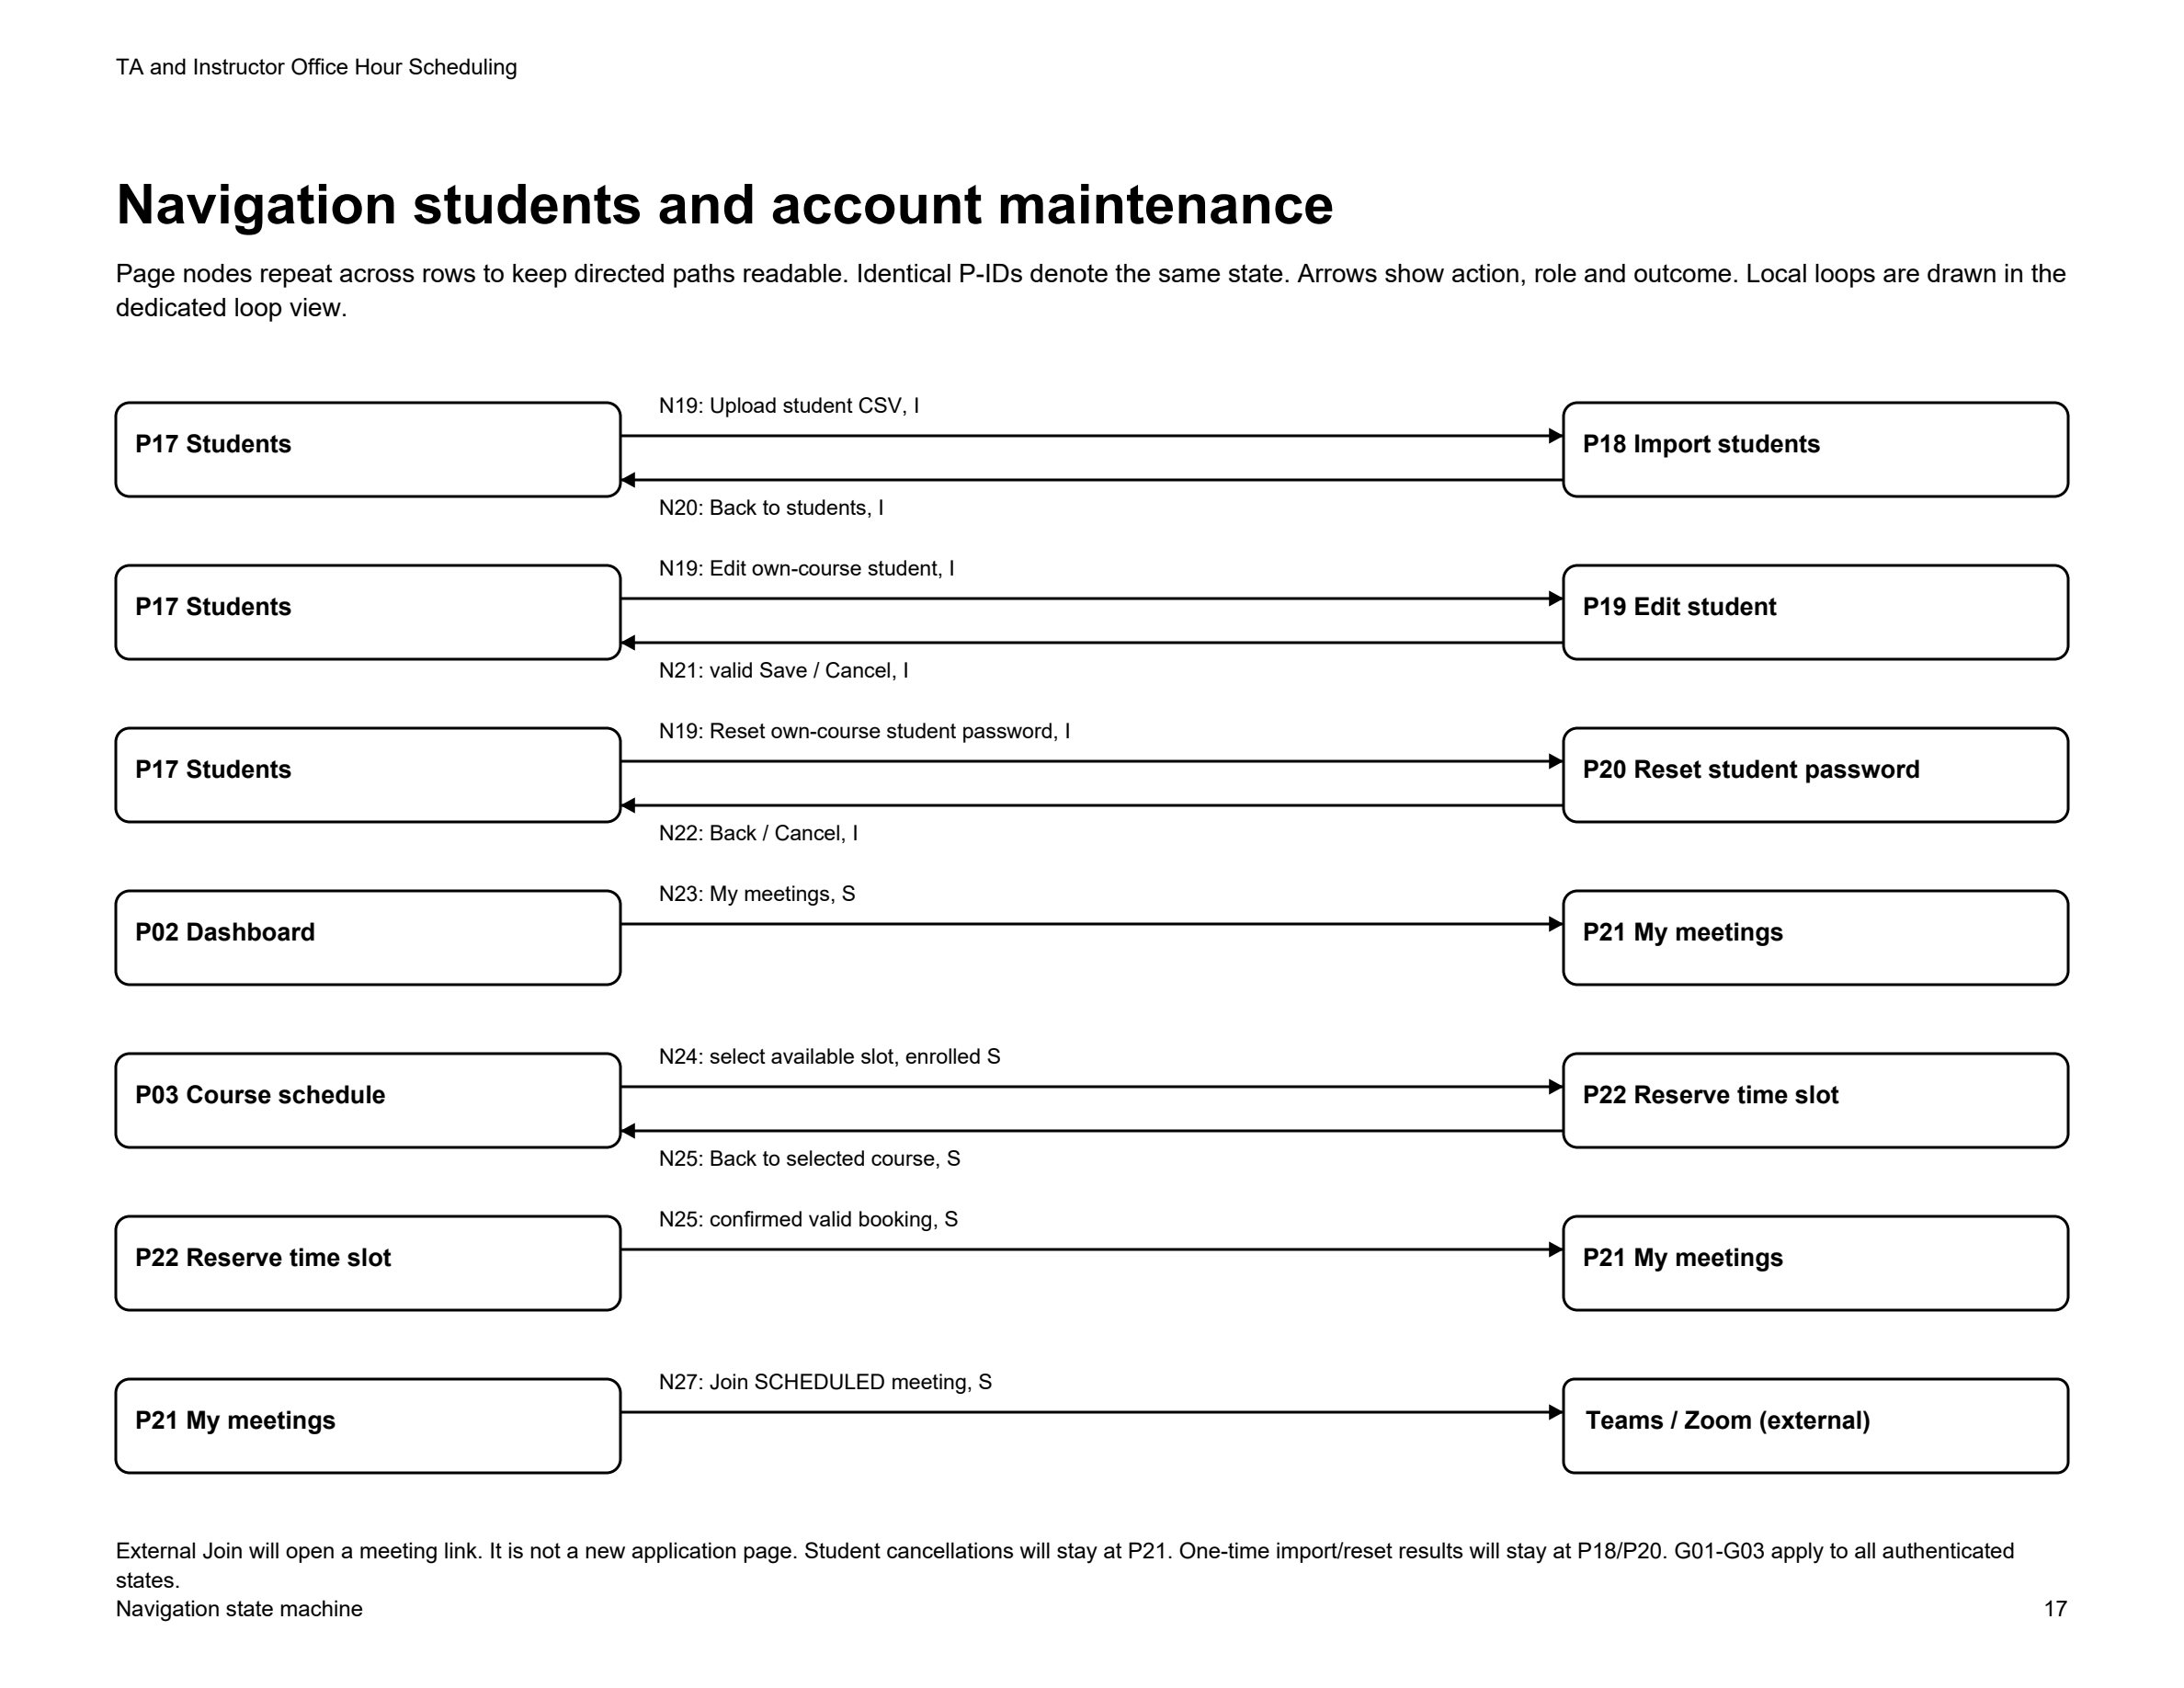 TA and Instructor Office Hour Scheduling
Navigation students and account maintenance
Page nodes repeat across rows to keep directed paths readable. Identical P-IDs denote the same state. Arrows show action, role and outcome. Local loops are drawn in the
dedicated loop view.
N19: Upload student CSV, I
P17 Students
P18 Import students
N20: Back to students, I
N19: Edit own-course student, I
P17 Students
P19 Edit student
N21: valid Save / Cancel, I
N19: Reset own-course student password, I
P17 Students
P20 Reset student password
N22: Back / Cancel, I
N23: My meetings, S
P02 Dashboard
P21 My meetings
N24: select available slot, enrolled S
P03 Course schedule
P22 Reserve time slot
N25: Back to selected course, S
N25: confirmed valid booking, S
P22 Reserve time slot
P21 My meetings
N27: Join SCHEDULED meeting, S
P21 My meetings
Teams / Zoom (external)
External Join will open a meeting link. It is not a new application page. Student cancellations will stay at P21. One-time import/reset results will stay at P18/P20. G01-G03 apply to all authenticated
states.
Navigation state machine
17